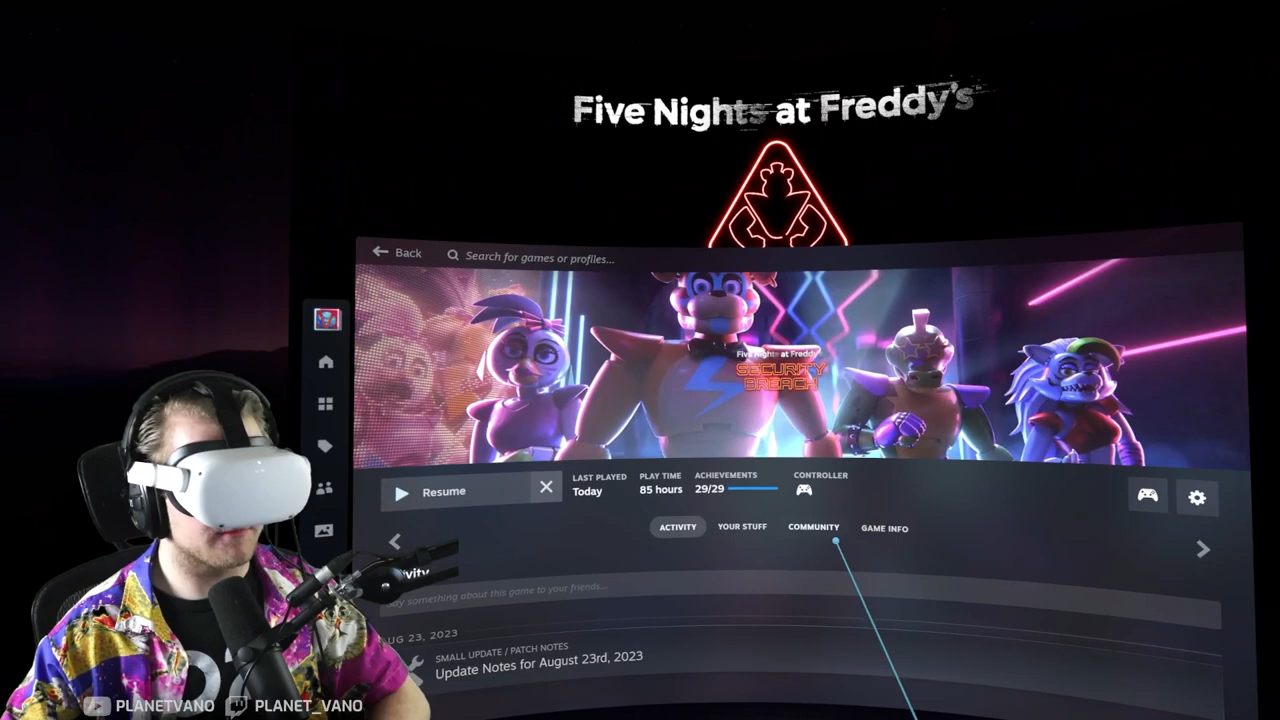 Five Nights at Freddy's
Back
Search for games or profiles...
Five Nights at Freddy's
SECURITY
BREACH
Resume
LAST PLAYED
Today
PLAY TIME
85 hours
ACHIEVEMENTS
29/29
CONTROLLER
ACTIVITY YOUR STUFF COMMUNITY GAME INFO
ivity
Say something about this game to your friends...
UG 23, 2023
SMALL UPDATE / PATCH NOTES
Update Notes for August 23rd, 2023
PLANETVANO PLANET_VANO